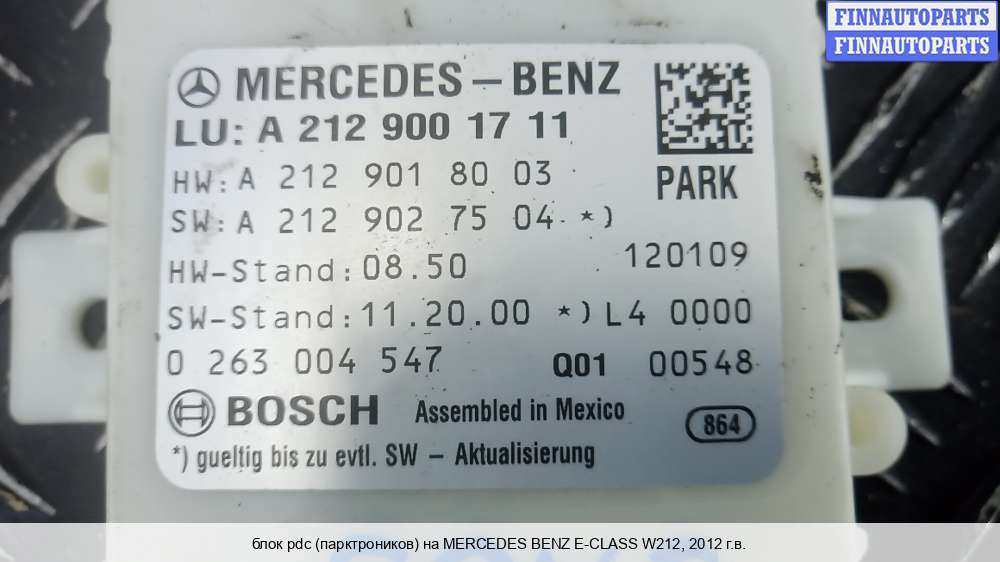 FINNAUTOPARTS
FINNAUTOPARTS
MERCEDES – BENZ
LU: A 212 900 17 11
HW: A 212 901 80 03
PARK
SW: A 212 902 75 04 *)
HW-Stand: 08.50
120109
SW-Stand: 11.20.00 *) L4 0000
0 263 004 547 Q01 00548
BOSCH Assembled in Mexico 864
*) gueltig bis zu evtl. SW – Aktualisierung
блок pdc (парктроников) на MERCEDES BENZ E-CLASS W212, 2012 г.в.